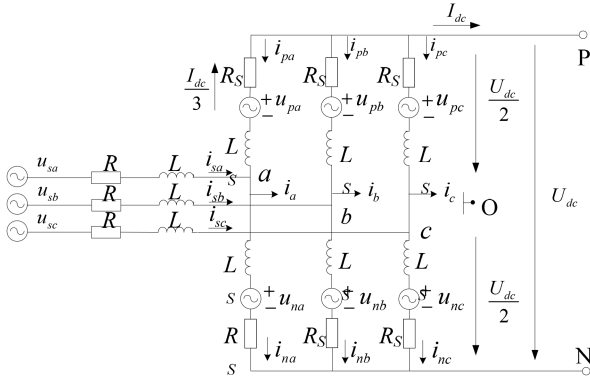 I_dc
P
i_pa i_pb i_pc
I_dc/3
R_S R_S R_S
+ u_pa + u_pb + u_pc
− − −
U_dc/2
L L L
u_sa R L i_sa S a i_a S i_b S i_c O
u_sb R L i_sb b U_dc
u_sc R L i_sc c
L L L
S + u_na S + u_nb S + u_nc
− − −
U_dc/2
R R_S R_S
i_na i_nb i_nc
S N